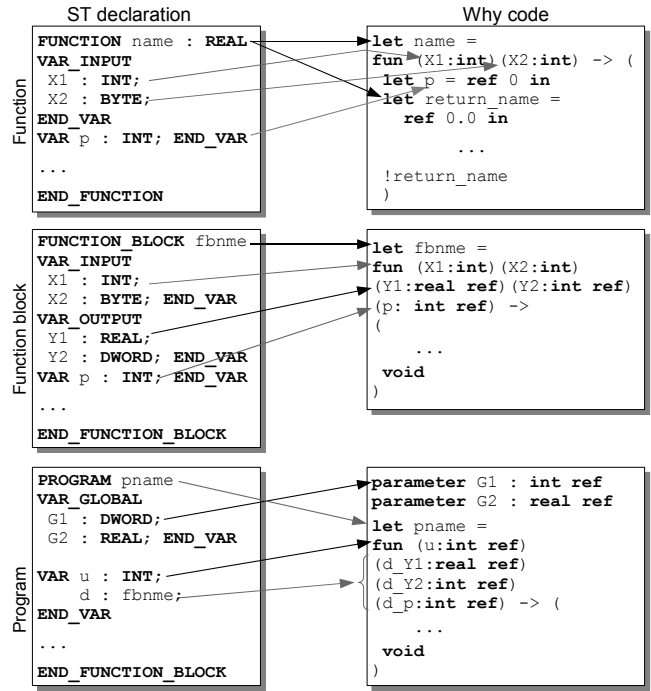 ST declaration
Why code
Function
FUNCTION name : REAL
VAR_INPUT
X1 : INT;
X2 : BYTE;
END_VAR
VAR p : INT; END_VAR
...
END_FUNCTION
let name =
fun (X1:int)(X2:int) -> (
let p = ref 0 in
let return_name =
ref 0.0 in
...
!return_name
)
Function block
FUNCTION_BLOCK fbnme
VAR_INPUT
X1 : INT;
X2 : BYTE; END_VAR
VAR_OUTPUT
Y1 : REAL;
Y2 : DWORD; END_VAR
VAR p : INT; END_VAR
...
END_FUNCTION_BLOCK
let fbnme =
fun (X1:int)(X2:int)
(Y1:real ref)(Y2:int ref)
(p: int ref) ->
(
...
void
)
Program
PROGRAM pname
VAR_GLOBAL
G1 : DWORD;
G2 : REAL; END_VAR
VAR u : INT;
d : fbnme;
END_VAR
...
END_FUNCTION_BLOCK
parameter G1 : int ref
parameter G2 : real ref
let pname =
fun (u:int ref)
(d_Y1:real ref)
(d_Y2:int ref)
(d_p:int ref) -> (
...
void
)